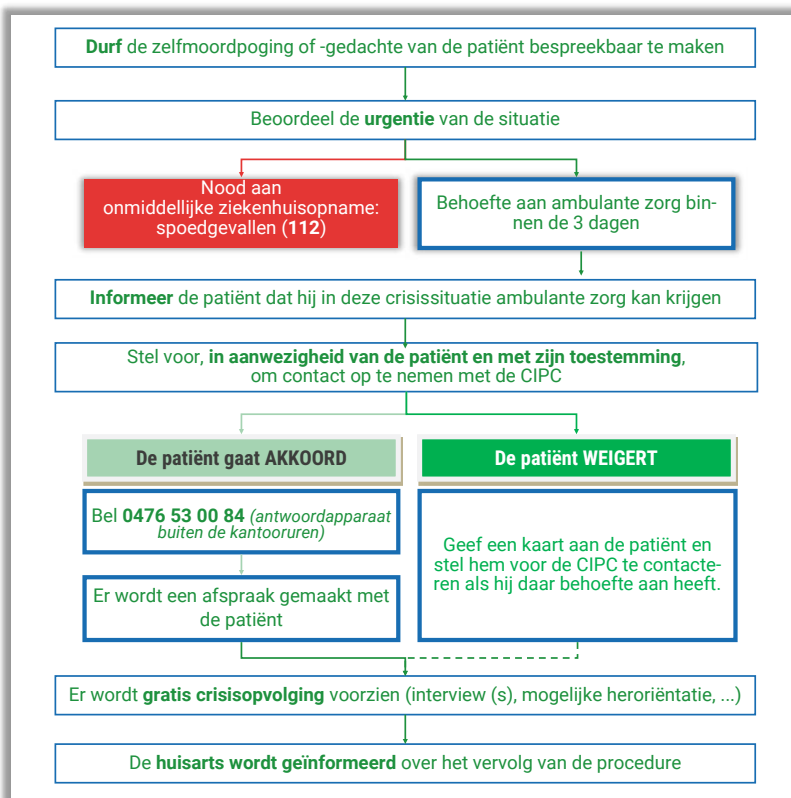 Durf de zelfmoordpoging of -gedachte van de patiënt bespreekbaar te maken
Beoordeel de urgentie van de situatie
Nood aan
onmiddellijke ziekenhuisopname:
spoedgevallen (112)
Behoefte aan ambulante zorg bin-
nen de 3 dagen
Informeer de patiënt dat hij in deze crisissituatie ambulante zorg kan krijgen
Stel voor, in aanwezigheid van de patiënt en met zijn toestemming,
om contact op te nemen met de CIPC
De patiënt gaat AKKOORD
De patiënt WEIGERT
Bel 0476 53 00 84 (antwoordapparaat
buiten de kantooruren)
Er wordt een afspraak gemaakt met
de patiënt
Geef een kaart aan de patiënt en
stel hem voor de CIPC te contacte-
ren als hij daar behoefte aan heeft.
Er wordt gratis crisisopvolging voorzien (interview (s), mogelijke heroriëntatie, ...)
De huisarts wordt geïnformeerd over het vervolg van de procedure